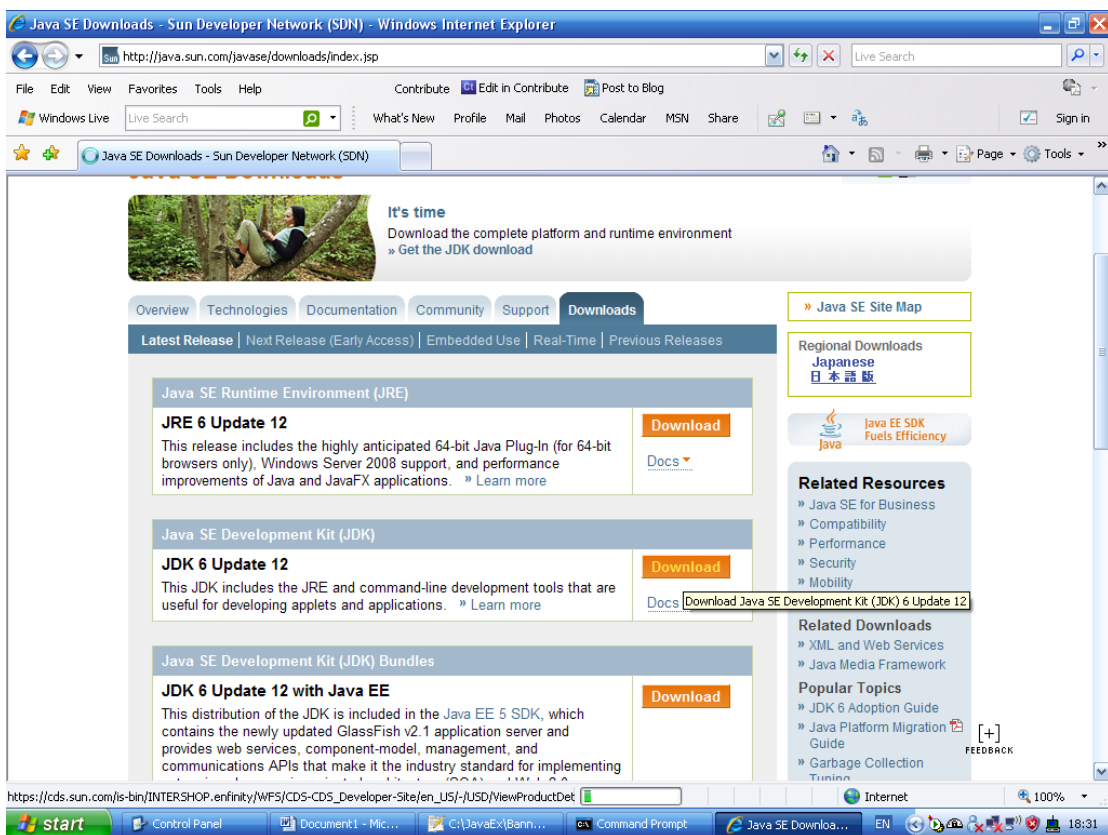 Java SE Downloads - Sun Developer Network (SDN) - Windows Internet Explorer
Sun http://java.sun.com/javase/downloads/index.jsp Live Search
File Edit View Favorites Tools Help Contribute Ct Edit in Contribute Post to Blog
Windows Live Live Search What's New Profile Mail Photos Calendar MSN Share Sign in
Java SE Downloads - Sun Developer Network (SDN) Page Tools »
Java SE Downloads
It's time
Download the complete platform and runtime environment
» Get the JDK download
Overview Technologies Documentation Community Support Downloads
Latest Release | Next Release (Early Access) | Embedded Use | Real-Time | Previous Releases
Java SE Runtime Environment (JRE)
JRE 6 Update 12
This release includes the highly anticipated 64-bit Java Plug-In (for 64-bit
browsers only), Windows Server 2008 support, and performance
improvements of Java and JavaFX applications. » Learn more
Download
Docs
Java SE Development Kit (JDK)
JDK 6 Update 12
This JDK includes the JRE and command-line development tools that are
useful for developing applets and applications. » Learn more
Download
Docs
Download Java SE Development Kit (JDK) 6 Update 12
Java SE Development Kit (JDK) Bundles
JDK 6 Update 12 with Java EE
This distribution of the JDK is included in the Java EE 5 SDK, which
contains the newly updated GlassFish v2.1 application server and
provides web services, component-model, management, and
communications APIs that make it the industry standard for implementing
Download
» Java SE Site Map
Regional Downloads
Japanese
日本語版
Java
Java EE SDK
Fuels Efficiency
Related Resources
» Java SE for Business
» Compatibility
» Performance
» Security
» Mobility
Related Downloads
» XML and Web Services
» Java Media Framework
Popular Topics
» JDK 6 Adoption Guide
» Java Platform Migration
Guide
» Garbage Collection
Tuning
[+]
FEEDBACK
https://cds.sun.com/is-bin/INTERSHOP.enfinity/WFS/CDS-CDS_Developer-Site/en_US/-/USD/ViewProductDet Internet 100%
start Control Panel Document1 - Mic... C:\JavaEx\Bann... Command Prompt Java SE Downloa... EN 18:31